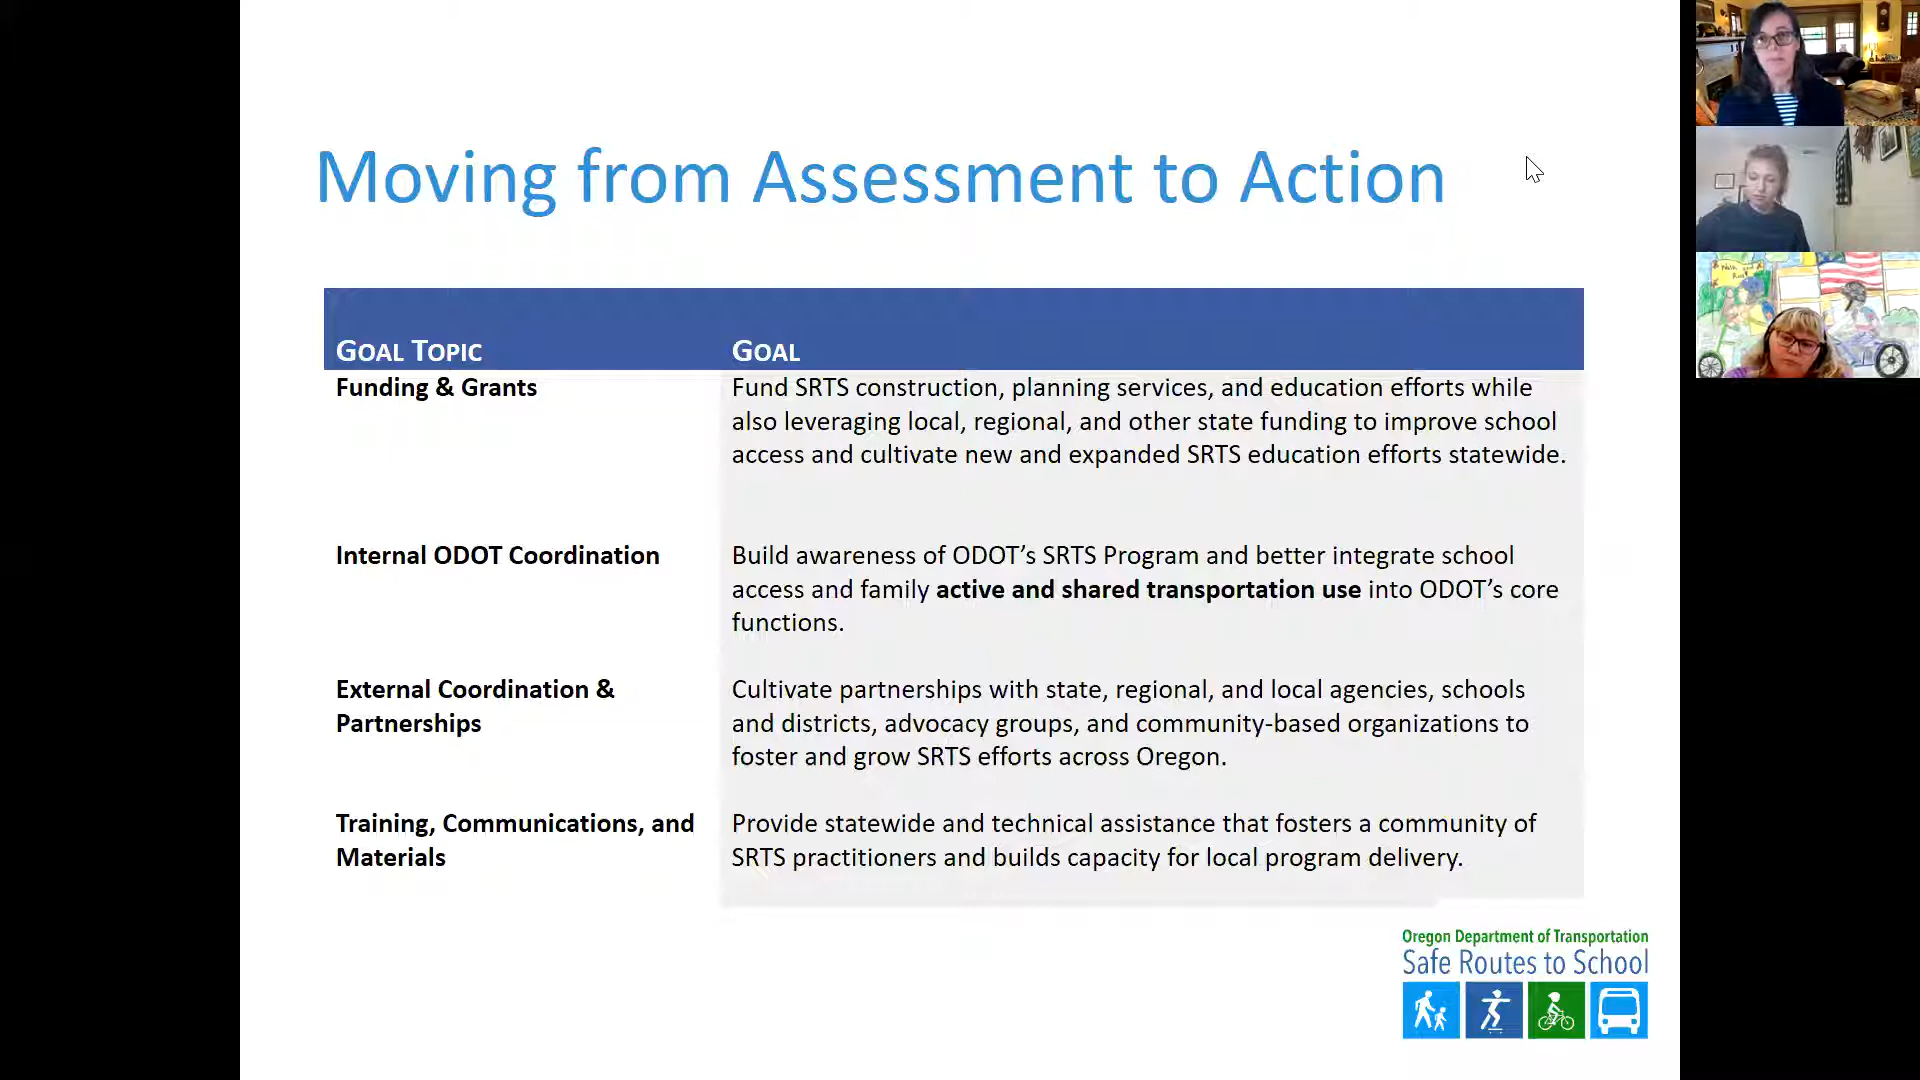 Moving from Assessment to Action
GOAL TOPIC
GOAL
Funding & Grants
Fund SRTS construction, planning services, and education efforts while
also leveraging local, regional, and other state funding to improve school
access and cultivate new and expanded SRTS education efforts statewide.
Internal ODOT Coordination
Build awareness of ODOT’s SRTS Program and better integrate school
access and family active and shared transportation use into ODOT’s core
functions.
External Coordination &
Partnerships
Cultivate partnerships with state, regional, and local agencies, schools
and districts, advocacy groups, and community-based organizations to
foster and grow SRTS efforts across Oregon.
Training, Communications, and
Materials
Provide statewide and technical assistance that fosters a community of
SRTS practitioners and builds capacity for local program delivery.
Oregon Department of Transportation
Safe Routes to School